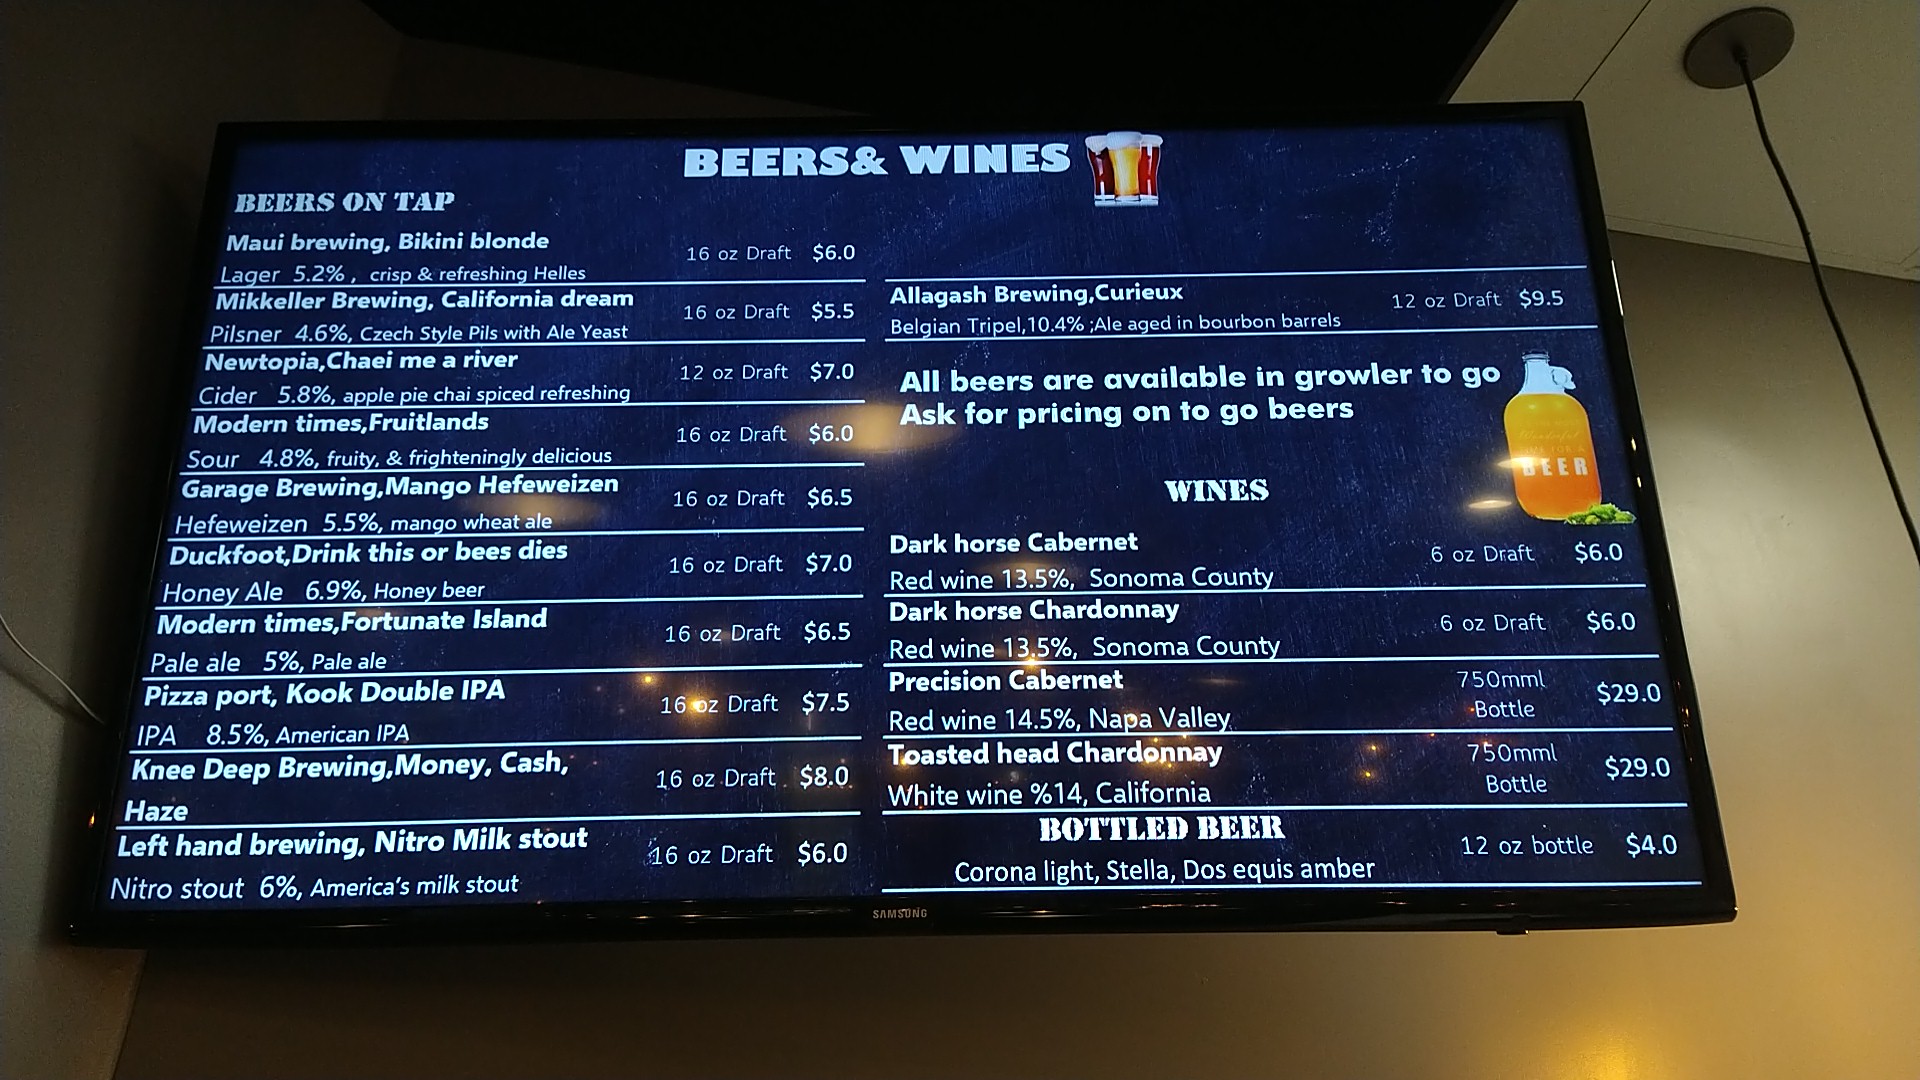 BEERS& WINES
BEERS ON TAP
Maui brewing, Bikini blonde
16 oz Draft $6.0
Lager 5.2% , crisp & refreshing Helles
Mikkeller Brewing, California dream
16 oz Draft $5.5
Pilsner 4.6%, Czech Style Pils with Ale Yeast
Newtopia,Chaei me a river
12 oz Draft $7.0
Cider 5.8%, apple pie chai spiced refreshing
Modern times,Fruitlands
16 oz Draft $6.0
Sour 4.8%, fruity, & frighteningly delicious
Garage Brewing,Mango Hefeweizen
16 oz Draft $6.5
Hefeweizen 5.5%, mango wheat ale
Duckfoot,Drink this or bees dies
16 oz Draft $7.0
Honey Ale 6.9%, Honey beer
Modern times,Fortunate Island
16 oz Draft $6.5
Pale ale 5%, Pale ale
Pizza port, Kook Double IPA
16 oz Draft $7.5
IPA 8.5%, American IPA
Knee Deep Brewing,Money, Cash,
16 oz Draft $8.0
Haze
Left hand brewing, Nitro Milk stout
16 oz Draft $6.0
Nitro stout 6%, America's milk stout
Allagash Brewing,Curieux
12 oz Draft $9.5
Belgian Tripel,10.4% ;Ale aged in bourbon barrels
All beers are available in growler to go
Ask for pricing on to go beers
BEER
WINES
Dark horse Cabernet
6 oz Draft $6.0
Red wine 13.5%, Sonoma County
Dark horse Chardonnay
6 oz Draft $6.0
Red wine 13.5%, Sonoma County
Precision Cabernet
750mml
Bottle
$29.0
Red wine 14.5%, Napa Valley
Toasted head Chardonnay
750mml
Bottle
$29.0
White wine %14, California
BOTTLED BEER
12 oz bottle $4.0
Corona light, Stella, Dos equis amber
SAMSUNG